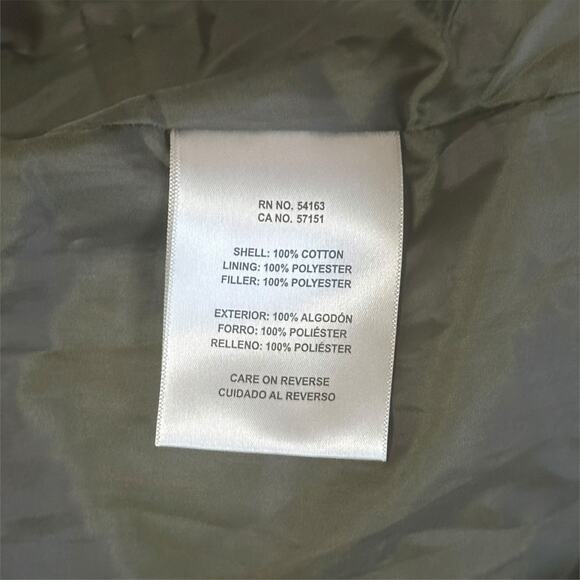 RN NO. 54163
CA NO. 57151
SHELL: 100% COTTON
LINING: 100% POLYESTER
FILLER: 100% POLYESTER
EXTERIOR: 100% ALGODÓN
FORRO: 100% POLIÉSTER
RELLENO: 100% POLIÉSTER
CARE ON REVERSE
CUIDADO AL REVERSO